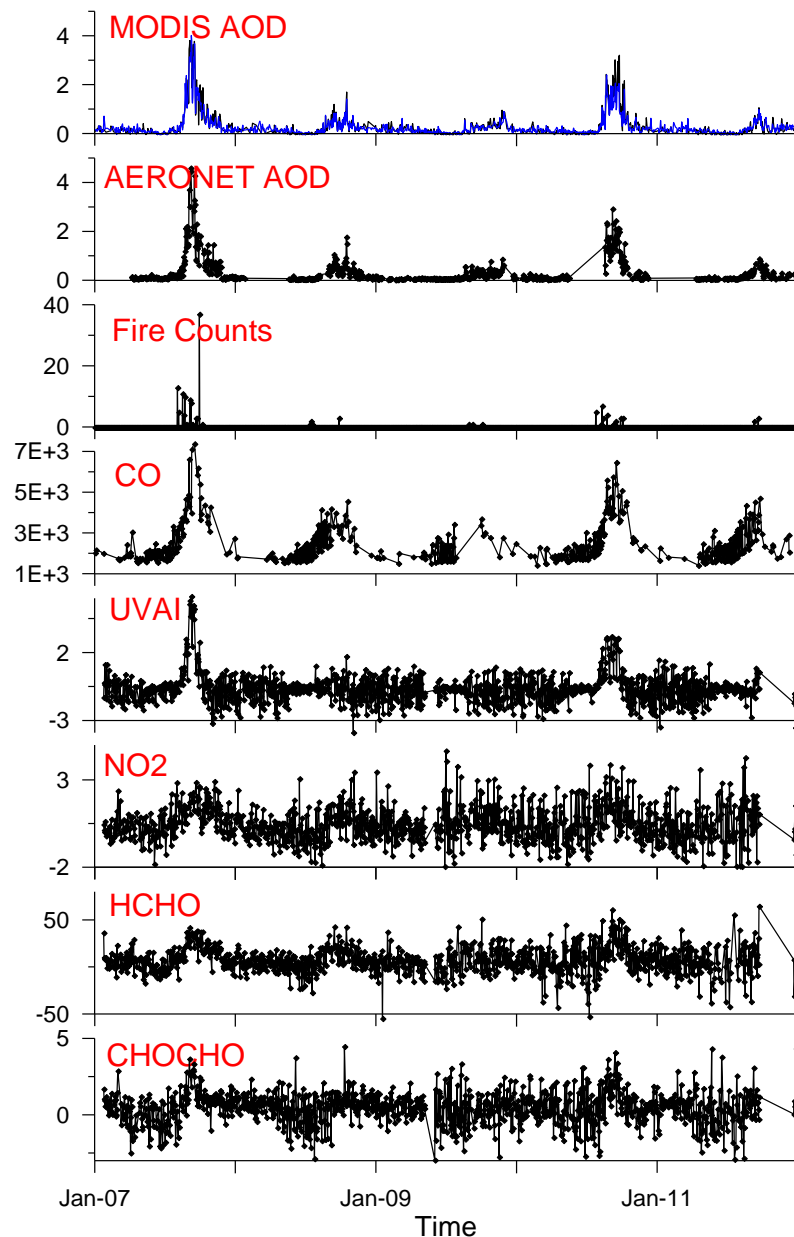 MODIS AOD
4
2
0
AERONET AOD
4
2
0
Fire Counts
40
20
0
CO
7E+3
5E+3
3E+3
1E+3
UVAI
2
-3
NO2
3
-2
HCHO
50
-50
CHOCHO
5
0
Jan-07 Jan-09 Jan-11
Time